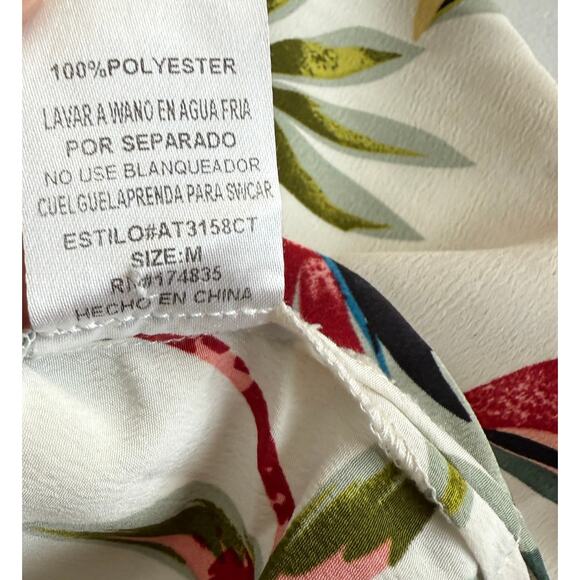 100%POLYESTER
LAVAR A WANO EN AGUA FRIA
POR SEPARADO
NO USE BLANQUEADOR
CUELGUELAPRENDA PARA SWCAR
ESTILO#AT3158CT
SIZE:M
RN#174835
HECHO EN CHINA